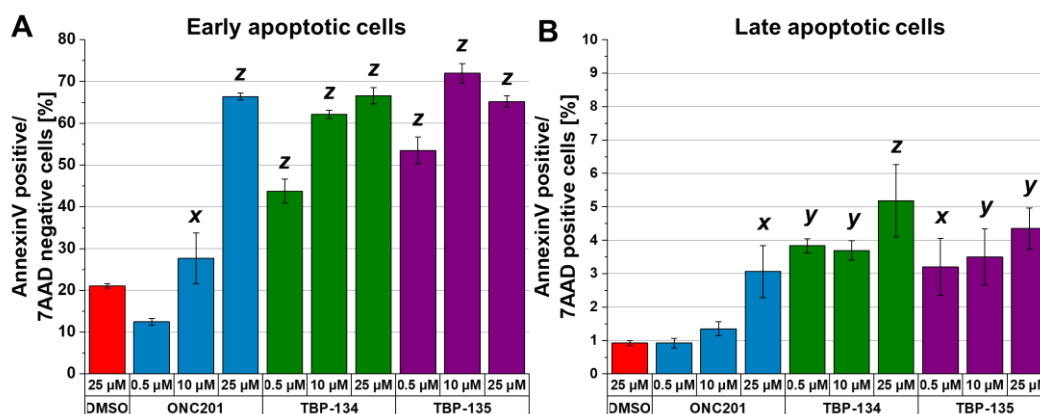 A
Early apoptotic cells
AnnexinV positive/
7AAD negative cells [%]
80
70
60
50
40
30
20
10
0
x
z
z
z
z
z
z
z
25 µM
0.5 µM
10 µM
25 µM
0.5 µM
10 µM
25 µM
0.5 µM
10 µM
25 µM
DMSO
ONC201
TBP-134
TBP-135
B
Late apoptotic cells
AnnexinV positive/
7AAD positive cells [%]
10
9
8
7
6
5
4
3
2
1
0
x
y
y
z
x
y
y
25 µM
0.5 µM
10 µM
25 µM
0.5 µM
10 µM
25 µM
0.5 µM
10 µM
25 µM
DMSO
ONC201
TBP-134
TBP-135